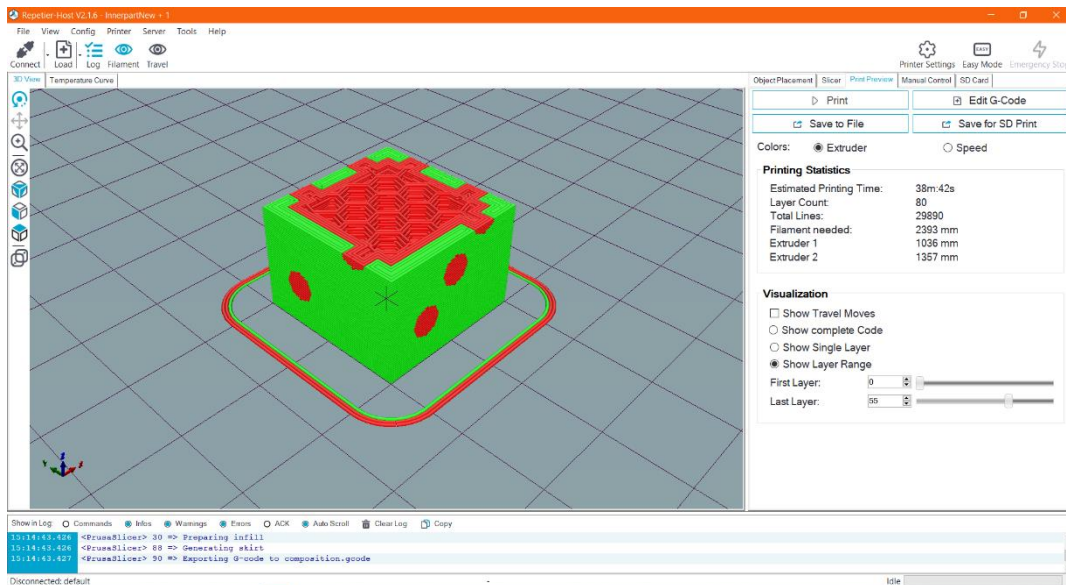 Repetier-Host V2.1.6 - InnerpartNew + 1
File View Config Printer Server Tools Help
Connect Load Log Filament Travel
Printer Settings Easy Mode Emergency Stop
EASY
3D View Temperature Curve
Object Placement Slicer Print Preview Manual Control SD Card
Print Edit G-Code
Save to File Save for SD Print
Colors: Extruder Speed
Printing Statistics
Estimated Printing Time: 38m:42s
Layer Count: 80
Total Lines: 29890
Filament needed: 2393 mm
Extruder 1 1036 mm
Extruder 2 1357 mm
Visualization
Show Travel Moves
Show complete Code
Show Single Layer
Show Layer Range
First Layer: 0
Last Layer: 55
Show in Log: Commands Infos Warnings Errors ACK Auto Scroll Clear Log Copy
15:14:43.426 <PrusaSlicer> 30 => Preparing infill
15:14:43.426 <PrusaSlicer> 88 => Generating skirt
15:14:43.427 <PrusaSlicer> 90 => Exporting G-code to composition.gcode
Disconnected: default - Idle